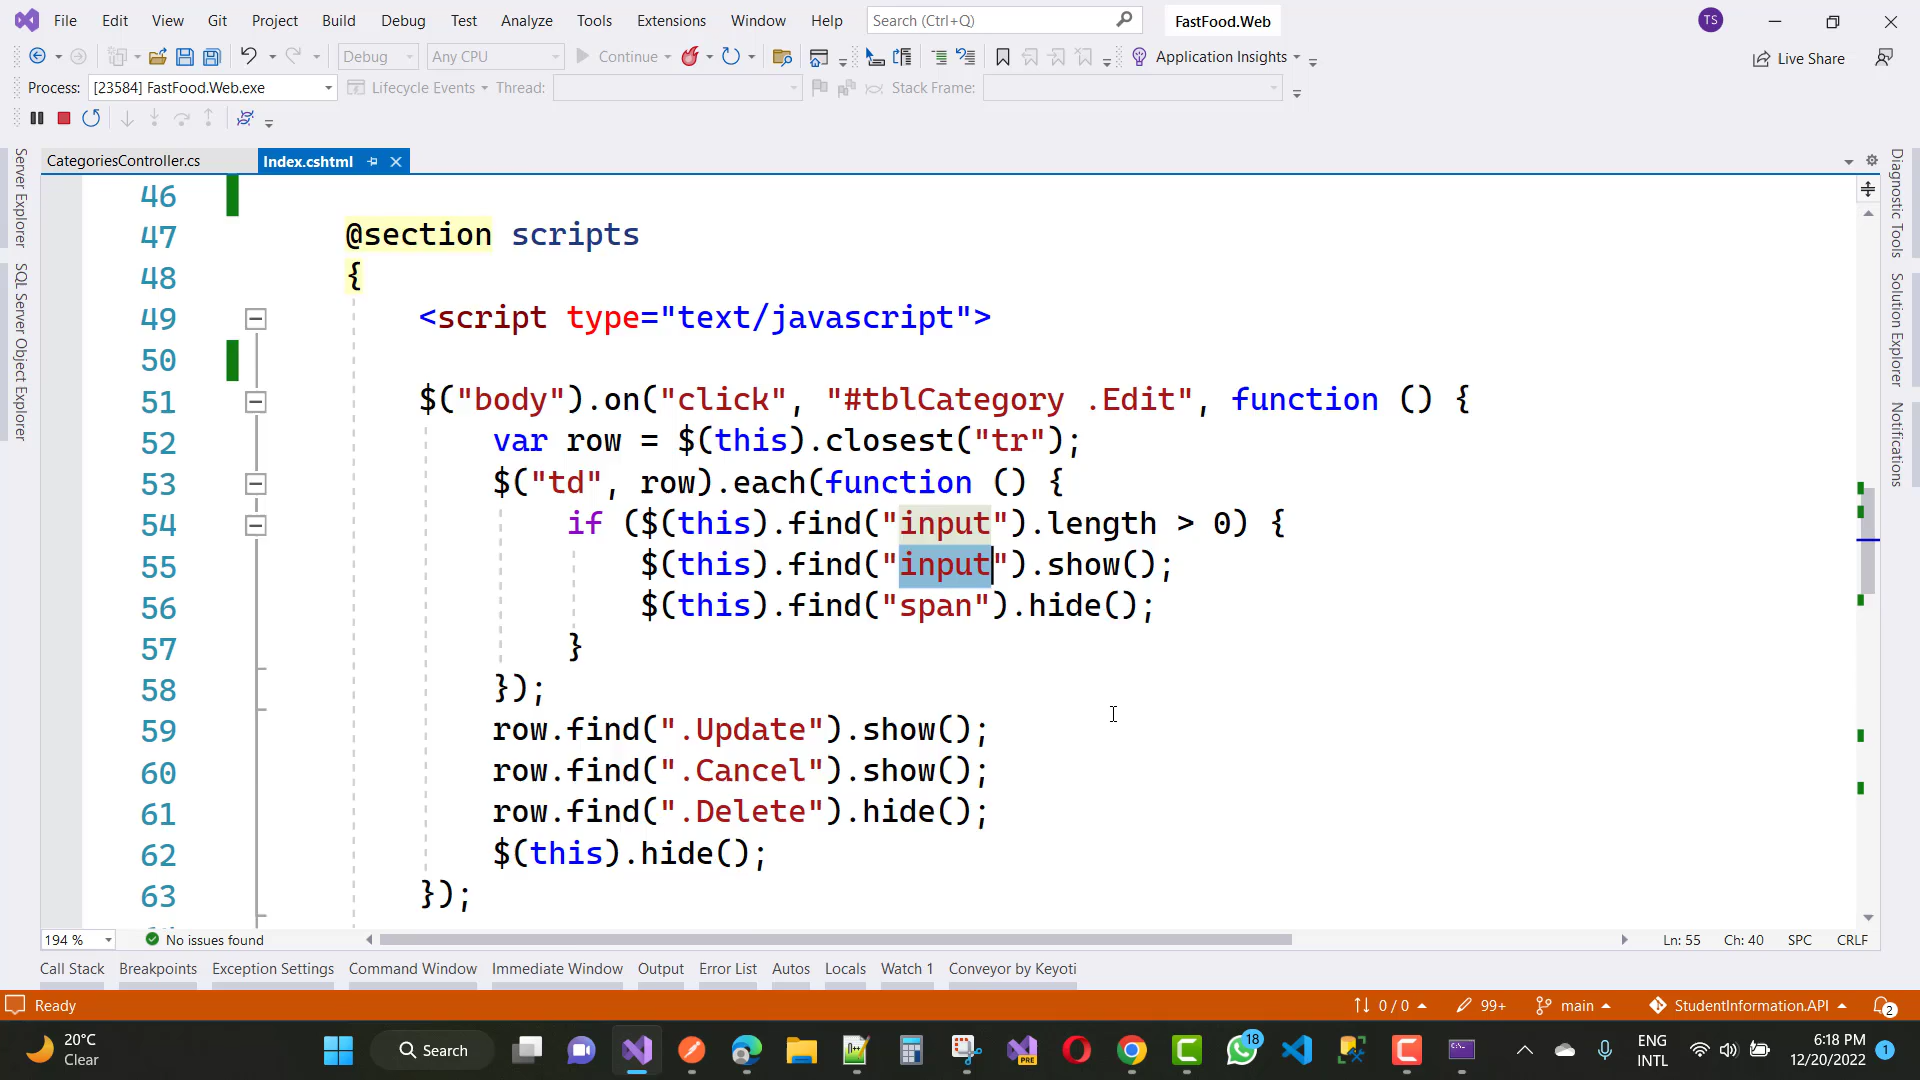 File Edit View Git Project Build Debug Test Analyze Tools Extensions Window Help Search (Ctrl+Q) FastFood.Web TS
Debug Any CPU Continue Application Insights Live Share
Process: [23584] FastFood.Web.exe Lifecycle Events Thread: Stack Frame:
CategoriesController.cs Index.cshtml
Server Explorer
SQL Server Object Explorer
Diagnostic Tools
Solution Explorer
Notifications
46
47 @section scripts
48 {
49 <script type="text/javascript">
50
51 $("body").on("click", "#tblCategory .Edit", function () {
52 var row = $(this).closest("tr");
53 $("td", row).each(function () {
54 if ($(this).find("input").length > 0) {
55 $(this).find("input").show();
56 $(this).find("span").hide();
57 }
58 });
59 row.find(".Update").show();
60 row.find(".Cancel").show();
61 row.find(".Delete").hide();
62 $(this).hide();
63 });
194 % No issues found Ln: 55 Ch: 40 SPC CRLF
Call Stack Breakpoints Exception Settings Command Window Immediate Window Output Error List Autos Locals Watch 1 Conveyor by Keyoti
Ready 0 / 0 99+ main StudentInformation.API 2
20°C
Clear
Search
PRE
18
ENG
INTL
6:18 PM
12/20/2022
1